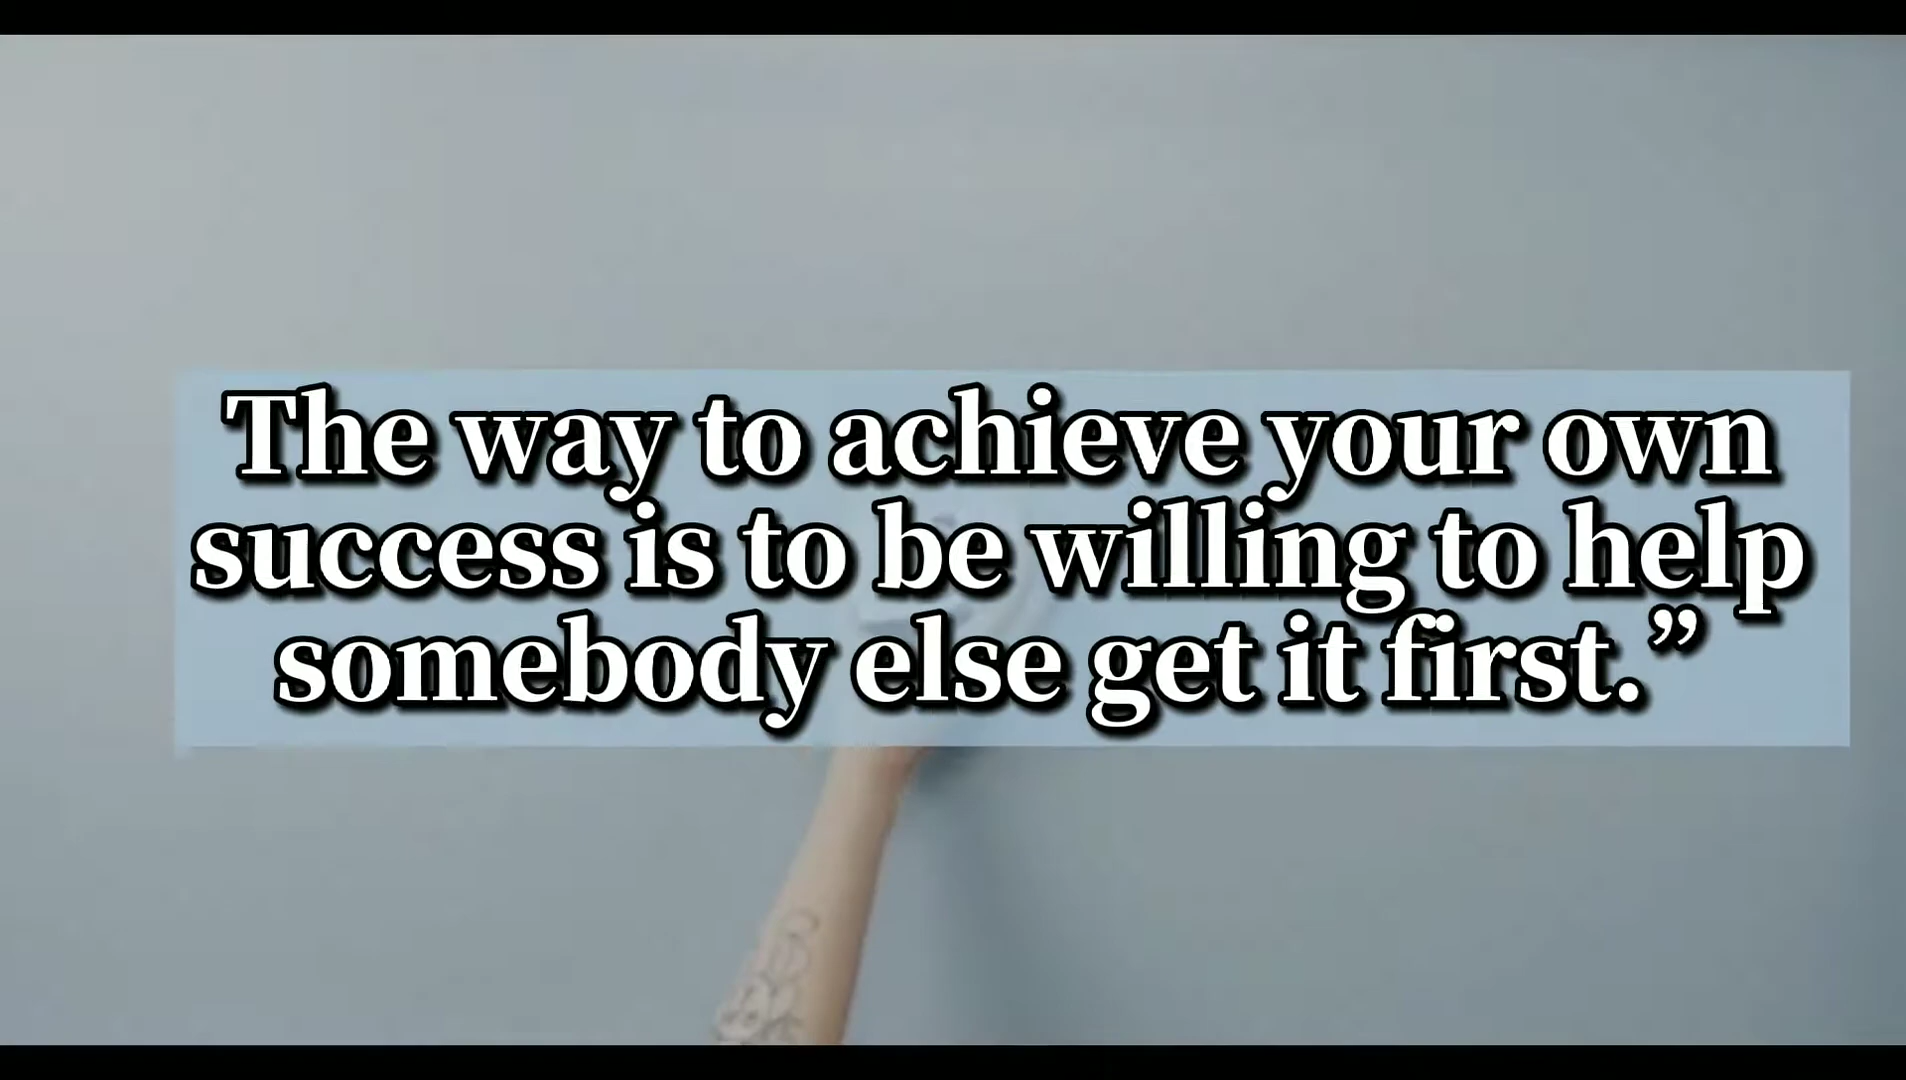 The way to achieve your own
success is to be willing to help
somebody else get it first.”